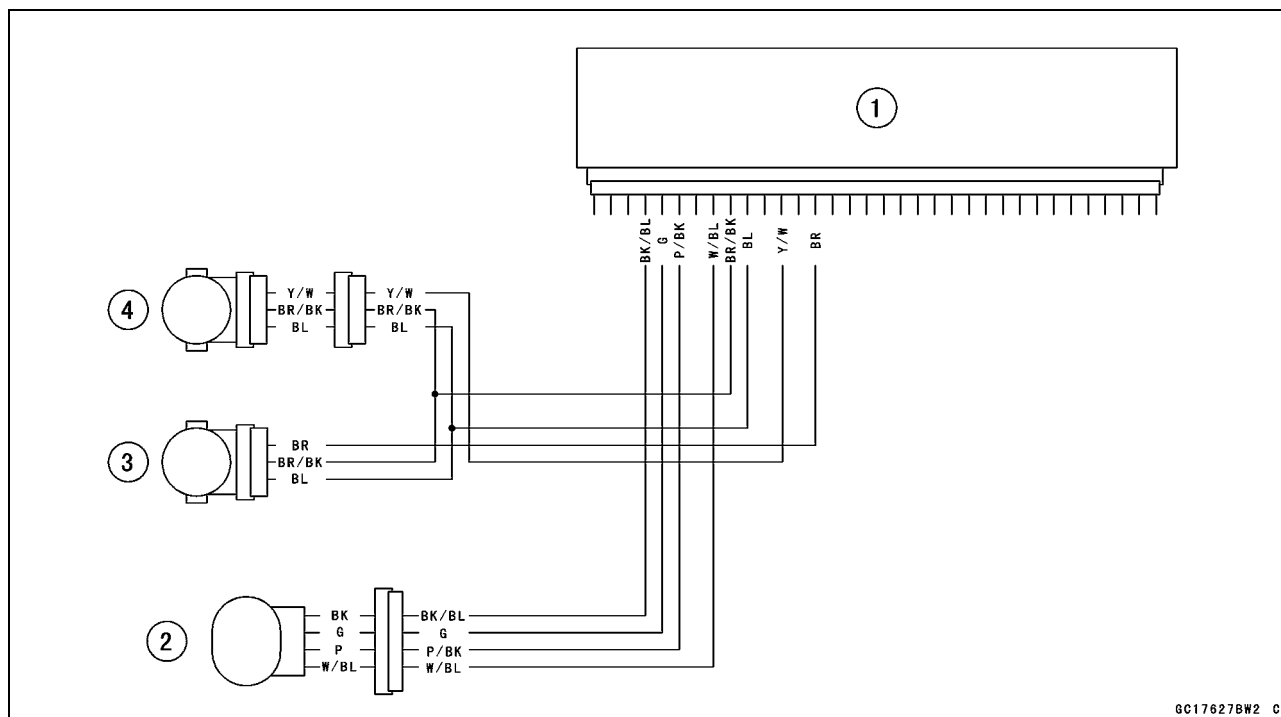 1
BK/BL
G
P/BK
W/BL
BR/BK
BL
Y/W
BR
4
Y/W
BR/BK
BL
Y/W
BR/BK
BL
3
BR
BR/BK
BL
2
BK
G
P
W/BL
BK/BL
G
P/BK
W/BL
GC17627BW2 C